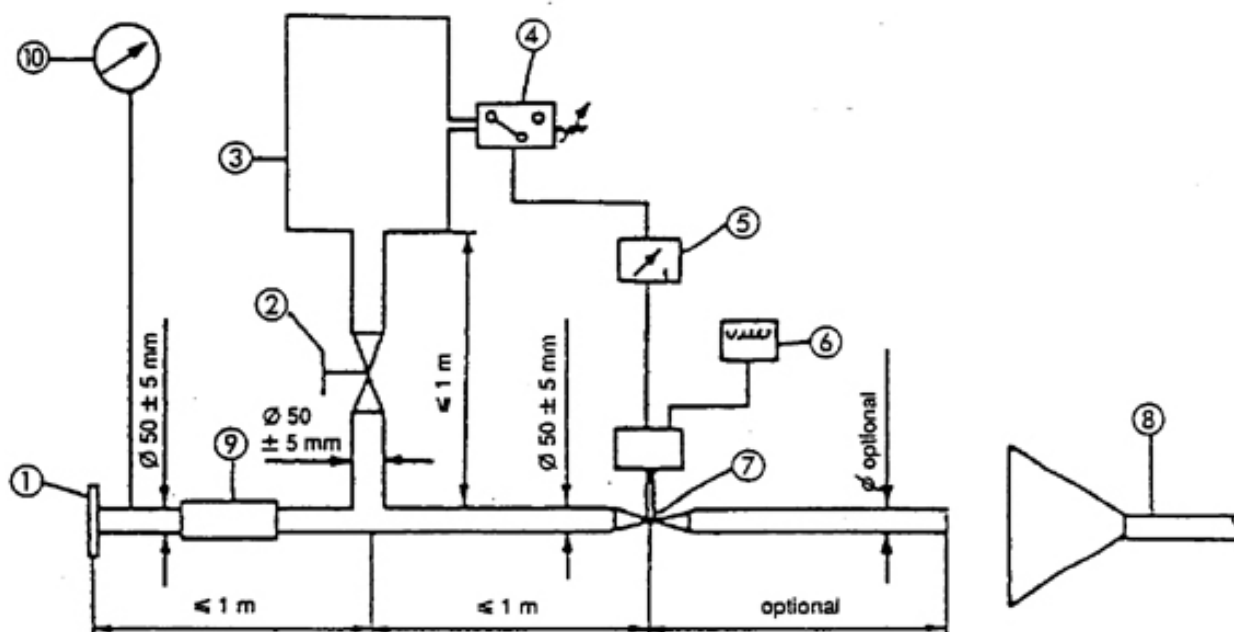 ⑩
④
③
⑤
②
⑥
Ø 50 ± 5 mm
Ø 50
± 5 mm
≤ 1 m
Ø 50 ± 5 mm
Ø optional
⑨
⑦
⑧
①
≤ 1 m
≤ 1 m
optional